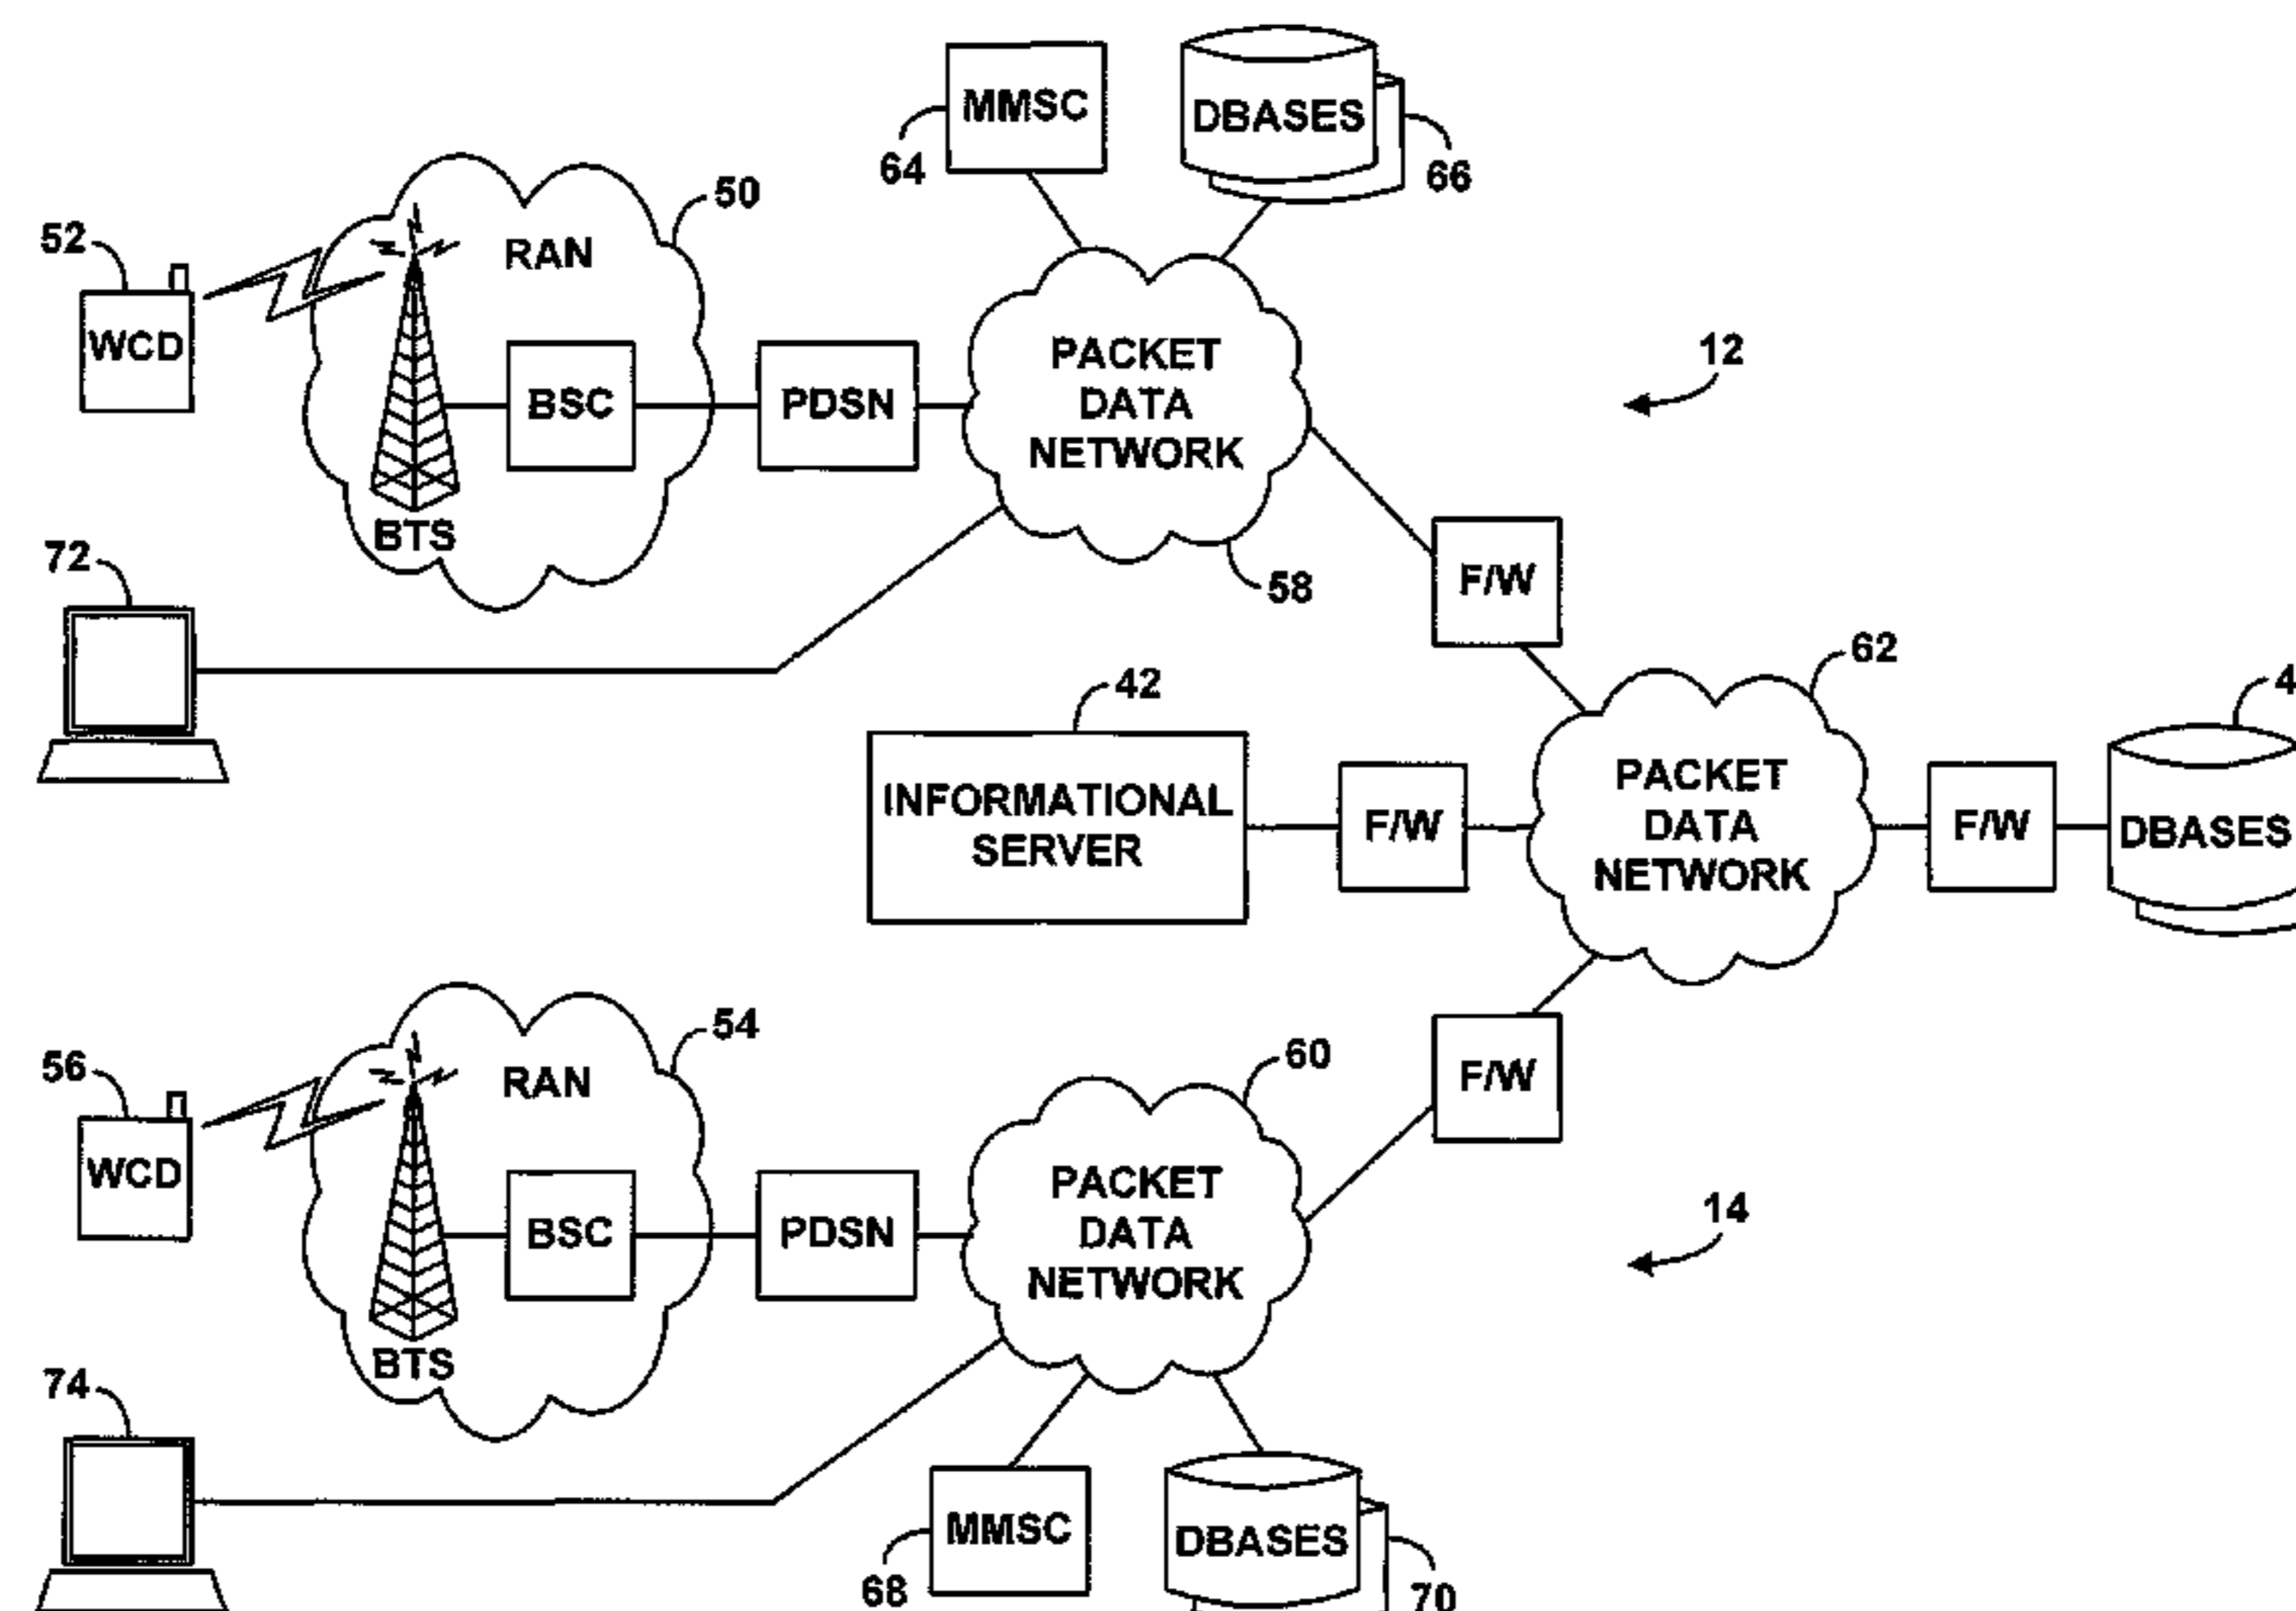 MMSC
DBASES
64
66
50
52
RAN
WCD
BSC
PDSN
PACKET
DATA
NETWORK
12
BTS
72
58
F/W
62
42
INFORMATIONAL
SERVER
F/W
PACKET
DATA
NETWORK
F/W
DBASES
54
56
RAN
60
F/W
WCD
BSC
PDSN
PACKET
DATA
NETWORK
14
BTS
74
MMSC
DBASES
68
70